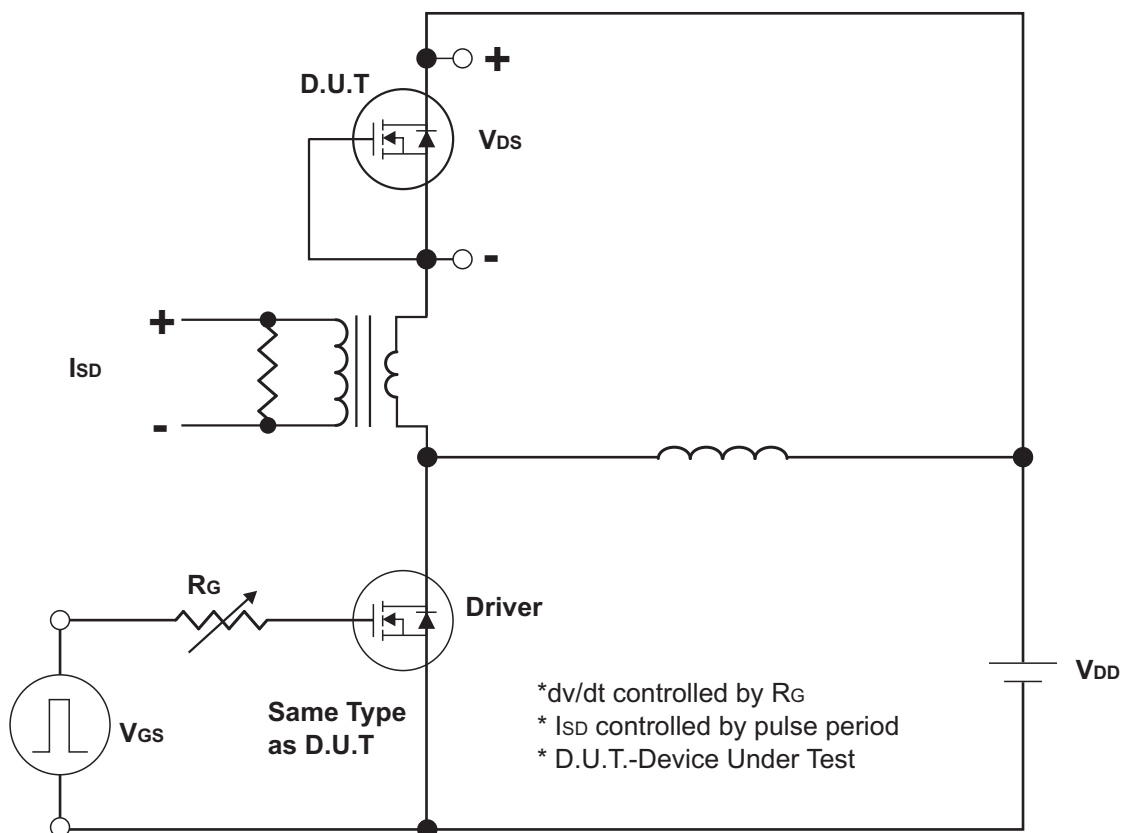 +
D.U.T
VDS
-
+
ISD
-
RG
Driver
VGS
Same Type
as D.U.T
VDD
*dv/dt controlled by RG
* ISD controlled by pulse period
* D.U.T.-Device Under Test